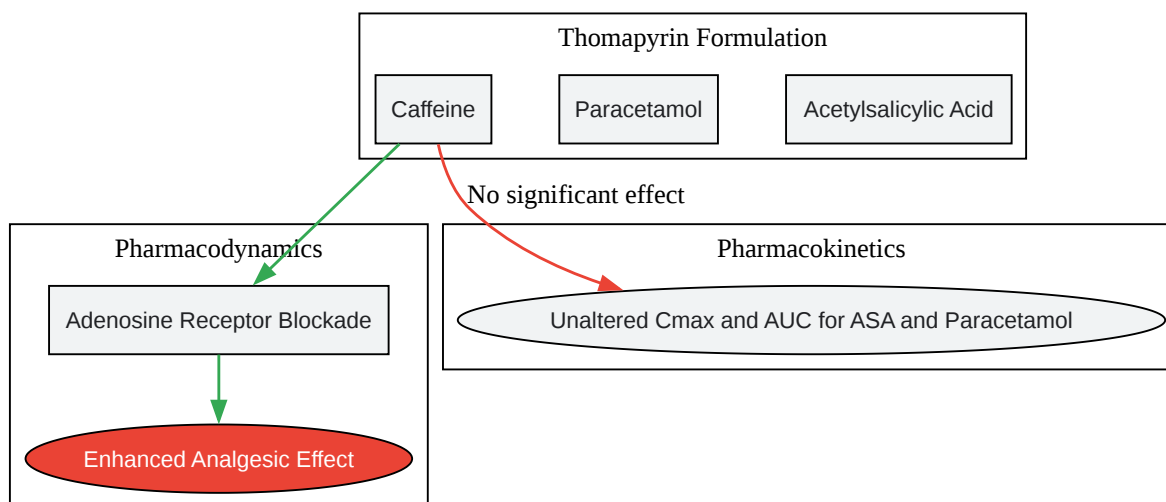 Thomapyrin Formulation
Caffeine
Paracetamol
Acetylsalicylic Acid
No significant effect
Pharmacodynamics
Pharmacokinetics
Adenosine Receptor Blockade
Unaltered Cmax and AUC for ASA and Paracetamol
Enhanced Analgesic Effect